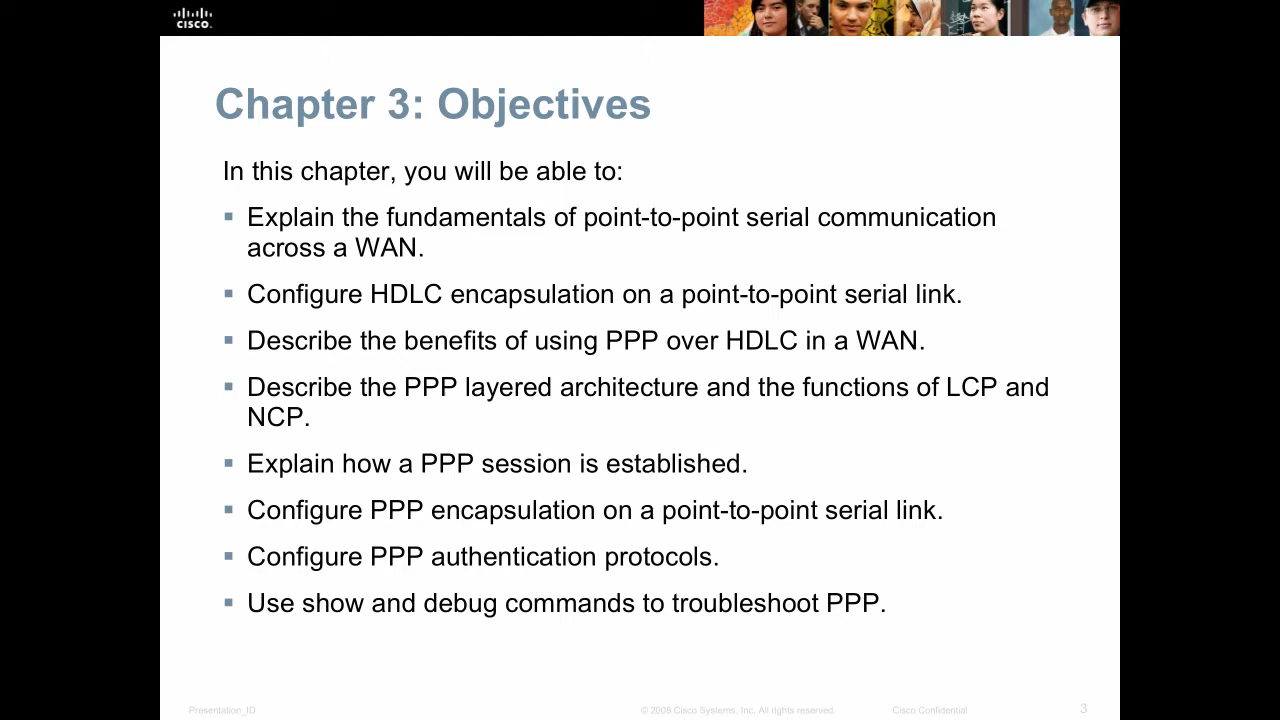 CISCO.
Chapter 3: Objectives
In this chapter, you will be able to:
▪ Explain the fundamentals of point-to-point serial communication
across a WAN.
▪ Configure HDLC encapsulation on a point-to-point serial link.
▪ Describe the benefits of using PPP over HDLC in a WAN.
▪ Describe the PPP layered architecture and the functions of LCP and
NCP.
▪ Explain how a PPP session is established.
▪ Configure PPP encapsulation on a point-to-point serial link.
▪ Configure PPP authentication protocols.
▪ Use show and debug commands to troubleshoot PPP.
Presentation_ID © 2008 Cisco Systems, Inc. All rights reserved. Cisco Confidential 3